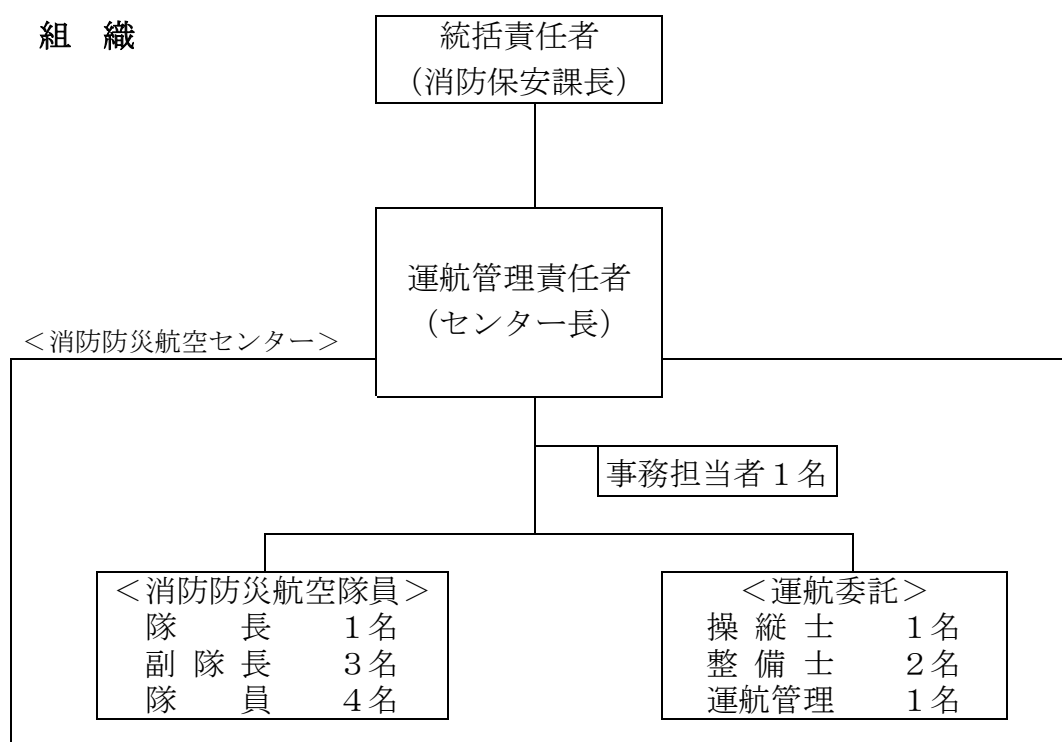 組　織
統括責任者
（消防保安課長）
運航管理責任者
（センター長）
＜消防防災航空センター＞
事務担当者１名
＜消防防災航空隊員＞
隊　　長　１名
副 隊 長　３名
隊　　員　４名
＜運航委託＞
操 縦 士　１名
整 備 士　２名
運航管理　１名